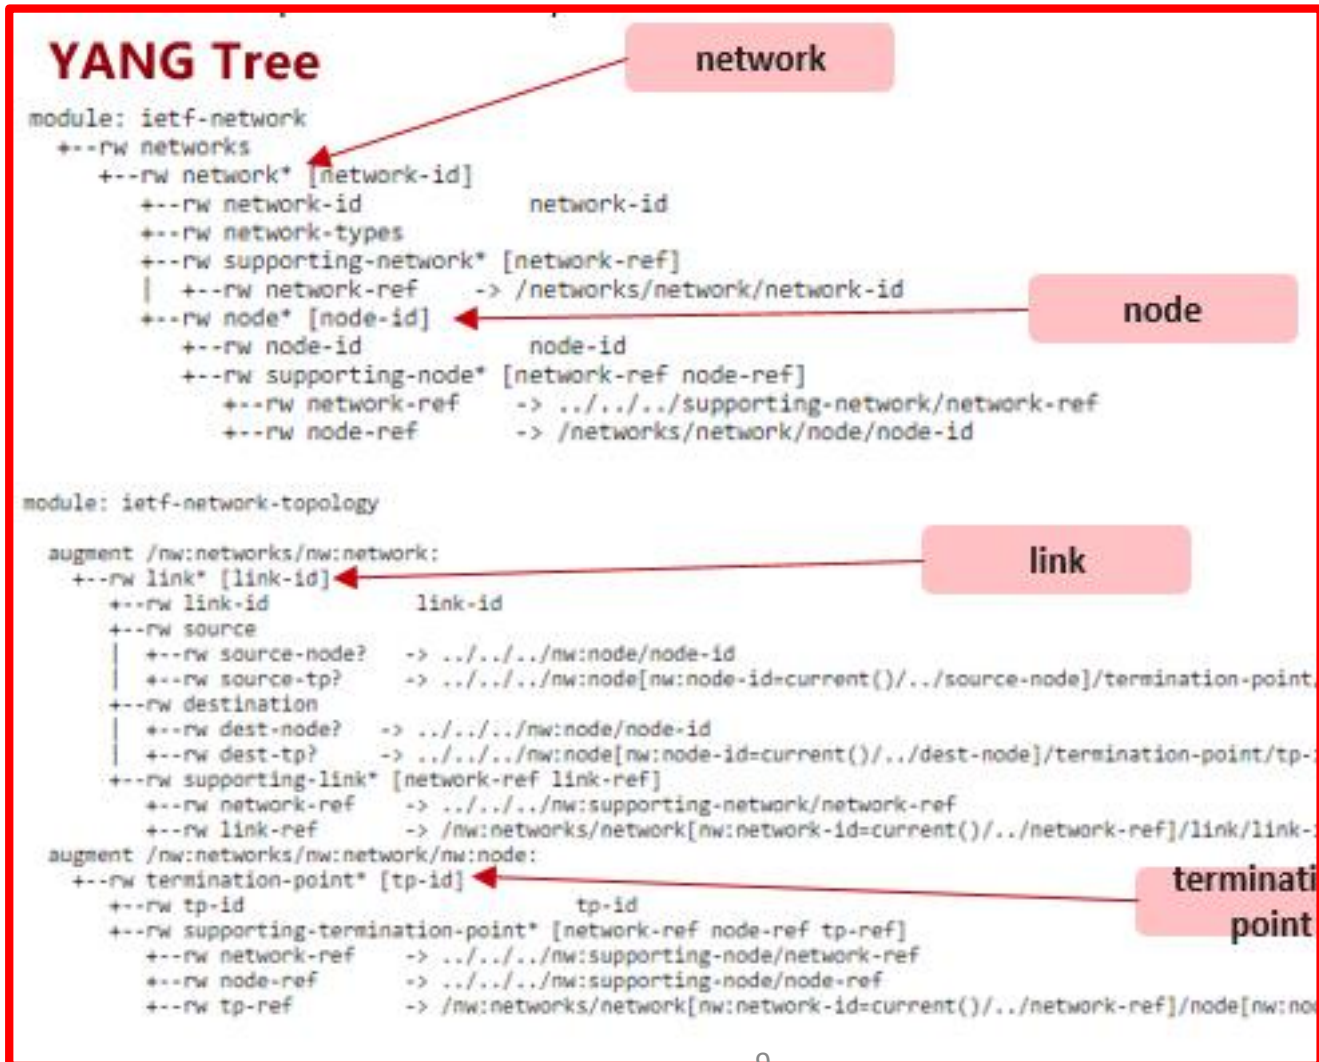 YANG Tree
network
module: ietf-network
+--rw networks
+--rw network* [network-id]
+--rw network-id network-id
+--rw network-types
+--rw supporting-network* [network-ref]
| +--rw network-ref -> /networks/network/network-id
+--rw node* [node-id]
node
+--rw node-id node-id
+--rw supporting-node* [network-ref node-ref]
+--rw network-ref -> ../../../supporting-network/network-ref
+--rw node-ref -> /networks/network/node/node-id
module: ietf-network-topology
augment /nw:networks/nw:network:
link
+--rw link* [link-id]
+--rw link-id link-id
+--rw source
| +--rw source-node? -> ../../../nw:node/node-id
| +--rw source-tp? -> ../../../nw:node[nw:node-id=current()/../source-node]/termination-point/
+--rw destination
| +--rw dest-node? -> ../../../nw:node/node-id
| +--rw dest-tp? -> ../../../nw:node[nw:node-id=current()/../dest-node]/termination-point/tp-
+--rw supporting-link* [network-ref link-ref]
+--rw network-ref -> ../../../nw:supporting-network/network-ref
+--rw link-ref -> /nw:networks/network[nw:network-id=current()/../network-ref]/link/link-
augment /nw:networks/nw:network/nw:node:
+--rw termination-point* [tp-id]
terminati
point
+--rw tp-id tp-id
+--rw supporting-termination-point* [network-ref node-ref tp-ref]
+--rw network-ref -> ../../../nw:supporting-node/network-ref
+--rw node-ref -> ../../../nw:supporting-node/node-ref
+--rw tp-ref -> /nw:networks/network[nw:network-id=current()/../network-ref]/node[nw:no